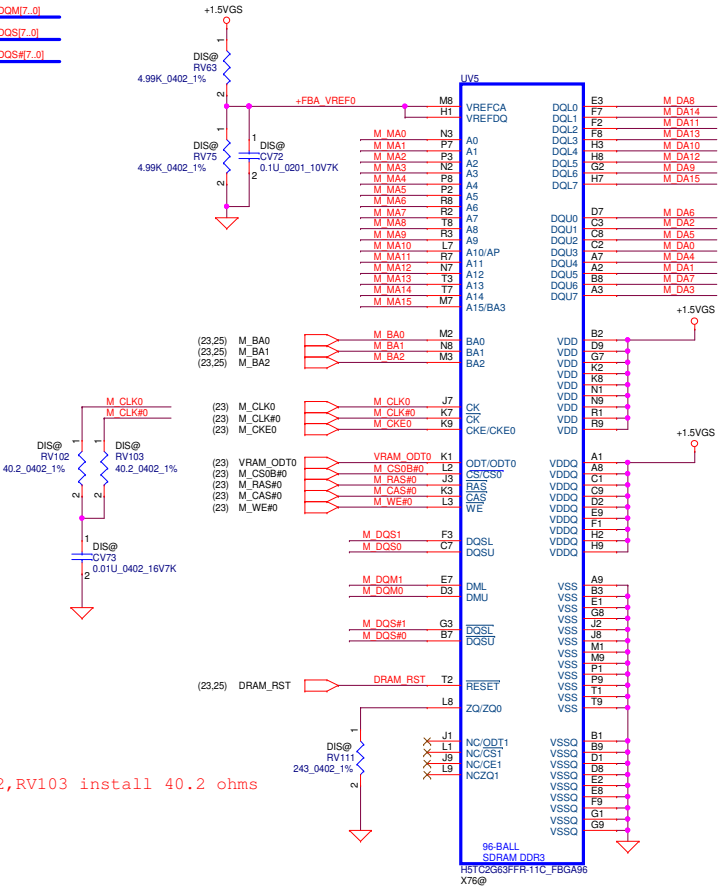 DQM[7..0]
DQS[7..0]
DQS#[7..0]
+1.5VGS
1
DIS@
RV63
4.99K_0402_1%
2
+FBA_VREF0
1
DIS@
RV75
4.99K_0402_1%
2
1
DIS@
CV72
0.1U_0201_10V7K
2
UV5
M8 VREFCA
H1 VREFDQ
M_MA0 N3 A0
M_MA1 P7 A1
M_MA2 P3 A2
M_MA3 N2 A3
M_MA4 P8 A4
M_MA5 P2 A5
M_MA6 R8 A6
M_MA7 R2 A7
M_MA8 T8 A8
M_MA9 R3 A9
M_MA10 L7 A10/AP
M_MA11 R7 A11
M_MA12 N7 A12
M_MA13 T3 A13
M_MA14 T7 A14
M_MA15 M7 A15/BA3
(23,25) M_BA0 M_BA0 M2 BA0
(23,25) M_BA1 M_BA1 N8 BA1
(23,25) M_BA2 M_BA2 M3 BA2
(23) M_CLK0 M_CLK0 J7 CK
(23) M_CLK#0 M_CLK#0 K7 CK
(23) M_CKE0 M_CKE0 K9 CKE/CKE0
(23) VRAM_ODT0 VRAM_ODT0 K1 ODT/ODT0
(23) M_CS0B#0 M_CS0B#0 L2 CS/CS0
(23) M_RAS#0 M_RAS#0 J3 RAS
(23) M_CAS#0 M_CAS#0 K3 CAS
(23) M_WE#0 M_WE#0 L3 WE
M_DQS1 F3 DQSL
M_DQS0 C7 DQSU
M_DQM1 E7 DML
M_DQM0 D3 DMU
M_DQS#1 G3 DQSL
M_DQS#0 B7 DQSU
(23,25) DRAM_RST DRAM_RST T2 RESET
L8 ZQ/ZQ0
J1 NC/ODT1
L1 NC/CS1
J9 NC/CE1
L9 NCZQ1
1
DIS@
RV111
243_0402_1%
2
M_CLK0
M_CLK#0
1 1
DIS@ DIS@
RV102 RV103
40.2_0402_1% 40.2_0402_1%
2 2
1
DIS@
CV73
0.01U_0402_16V7K
2
2,RV103 install 40.2 ohms
DQL0 E3 M_DA8
DQL1 F7 M_DA14
DQL2 F2 M_DA11
DQL3 F8 M_DA13
DQL4 H3 M_DA10
DQL5 H8 M_DA12
DQL6 G2 M_DA9
DQL7 H7 M_DA15
DQU0 D7 M_DA6
DQU1 C3 M_DA2
DQU2 C8 M_DA5
DQU3 C2 M_DA0
DQU4 A7 M_DA4
DQU5 A2 M_DA1
DQU6 B8 M_DA7
DQU7 A3 M_DA3
+1.5VGS
VDD B2
VDD D9
VDD G7
VDD K2
VDD K8
VDD N1
VDD N9
VDD R1
VDD R9
+1.5VGS
VDDQ A1
VDDQ A8
VDDQ C1
VDDQ C9
VDDQ D2
VDDQ E9
VDDQ F1
VDDQ H2
VDDQ H9
VSS A9
VSS B3
VSS E1
VSS G8
VSS J2
VSS J8
VSS M1
VSS M9
VSS P1
VSS P9
VSS T1
VSS T9
VSSQ B1
VSSQ B9
VSSQ D1
VSSQ D8
VSSQ E2
VSSQ E8
VSSQ F9
VSSQ G1
VSSQ G9
96-BALL
SDRAM DDR3
H5TC2G63FFR-11C_FBGA96
X76@